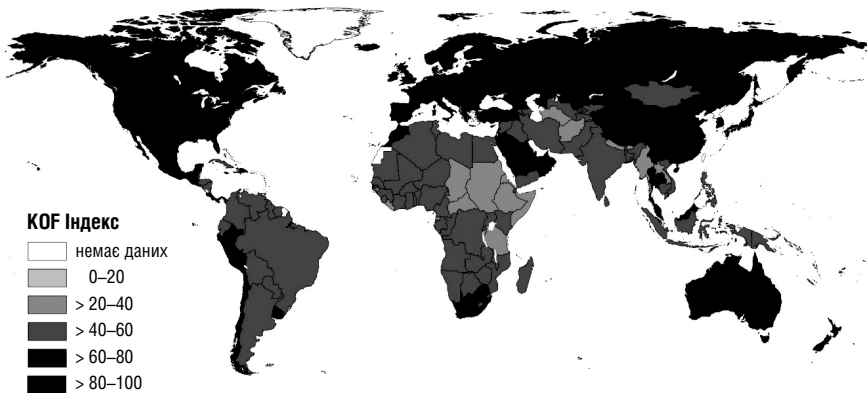 KOF Індекс
немає даних
0–20
> 20–40
> 40–60
> 60–80
> 80–100